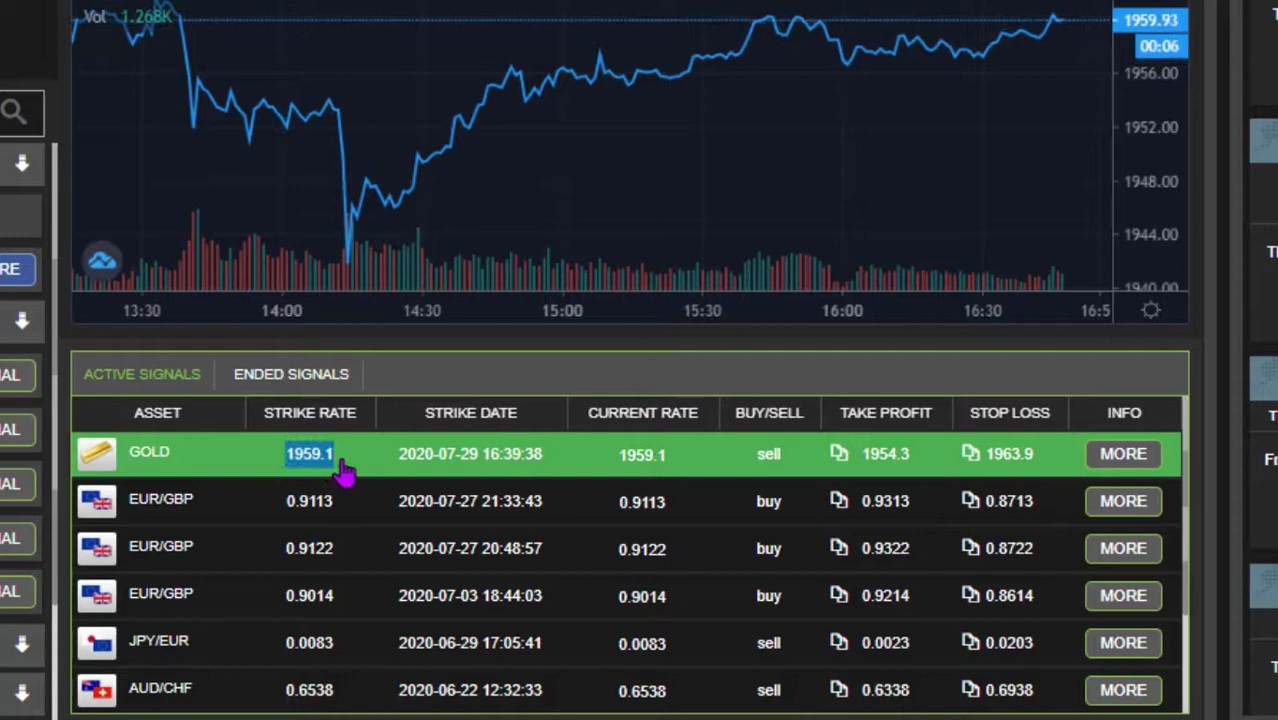 Vol 1.268K
1959.93
00:06
1956.00
1952.00
1948.00
1944.00
1940.00
13:30 14:00 14:30 15:00 15:30 16:00 16:30 16:5
RE
AL
AL
AL
AL
AL
ACTIVE SIGNALS ENDED SIGNALS
ASSET STRIKE RATE STRIKE DATE CURRENT RATE BUY/SELL TAKE PROFIT STOP LOSS INFO
GOLD 1959.1 2020-07-29 16:39:38 1959.1 sell 1954.3 1963.9 MORE
EUR/GBP 0.9113 2020-07-27 21:33:43 0.9113 buy 0.9313 0.8713 MORE
EUR/GBP 0.9122 2020-07-27 20:48:57 0.9122 buy 0.9322 0.8722 MORE
EUR/GBP 0.9014 2020-07-03 18:44:03 0.9014 buy 0.9214 0.8614 MORE
JPY/EUR 0.0083 2020-06-29 17:05:41 0.0083 sell 0.0023 0.0203 MORE
AUD/CHF 0.6538 2020-06-22 12:32:33 0.6538 sell 0.6338 0.6938 MORE